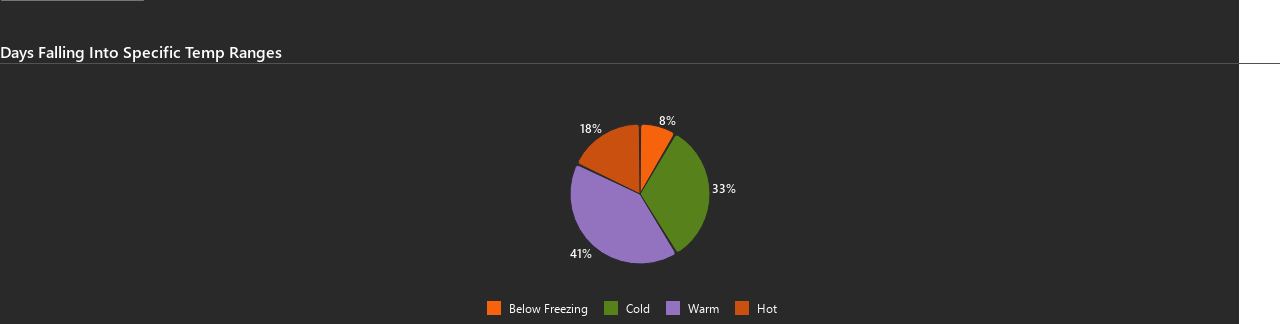 Days Falling Into Specific Temp Ranges
18%
8%
33%
41%
Below Freezing
Cold
Warm
Hot